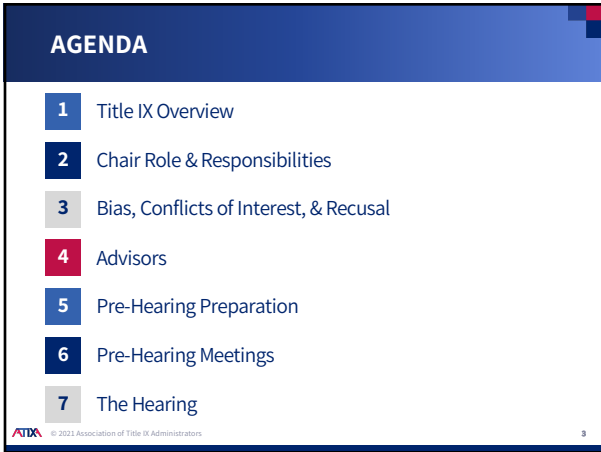 AGENDA
1 Title IX Overview
2 Chair Role & Responsibilities
3 Bias, Conflicts of Interest, & Recusal
4 Advisors
5 Pre-Hearing Preparation
6 Pre-Hearing Meetings
7 The Hearing
ATIXA © 2021 Association of Title IX Administrators 3